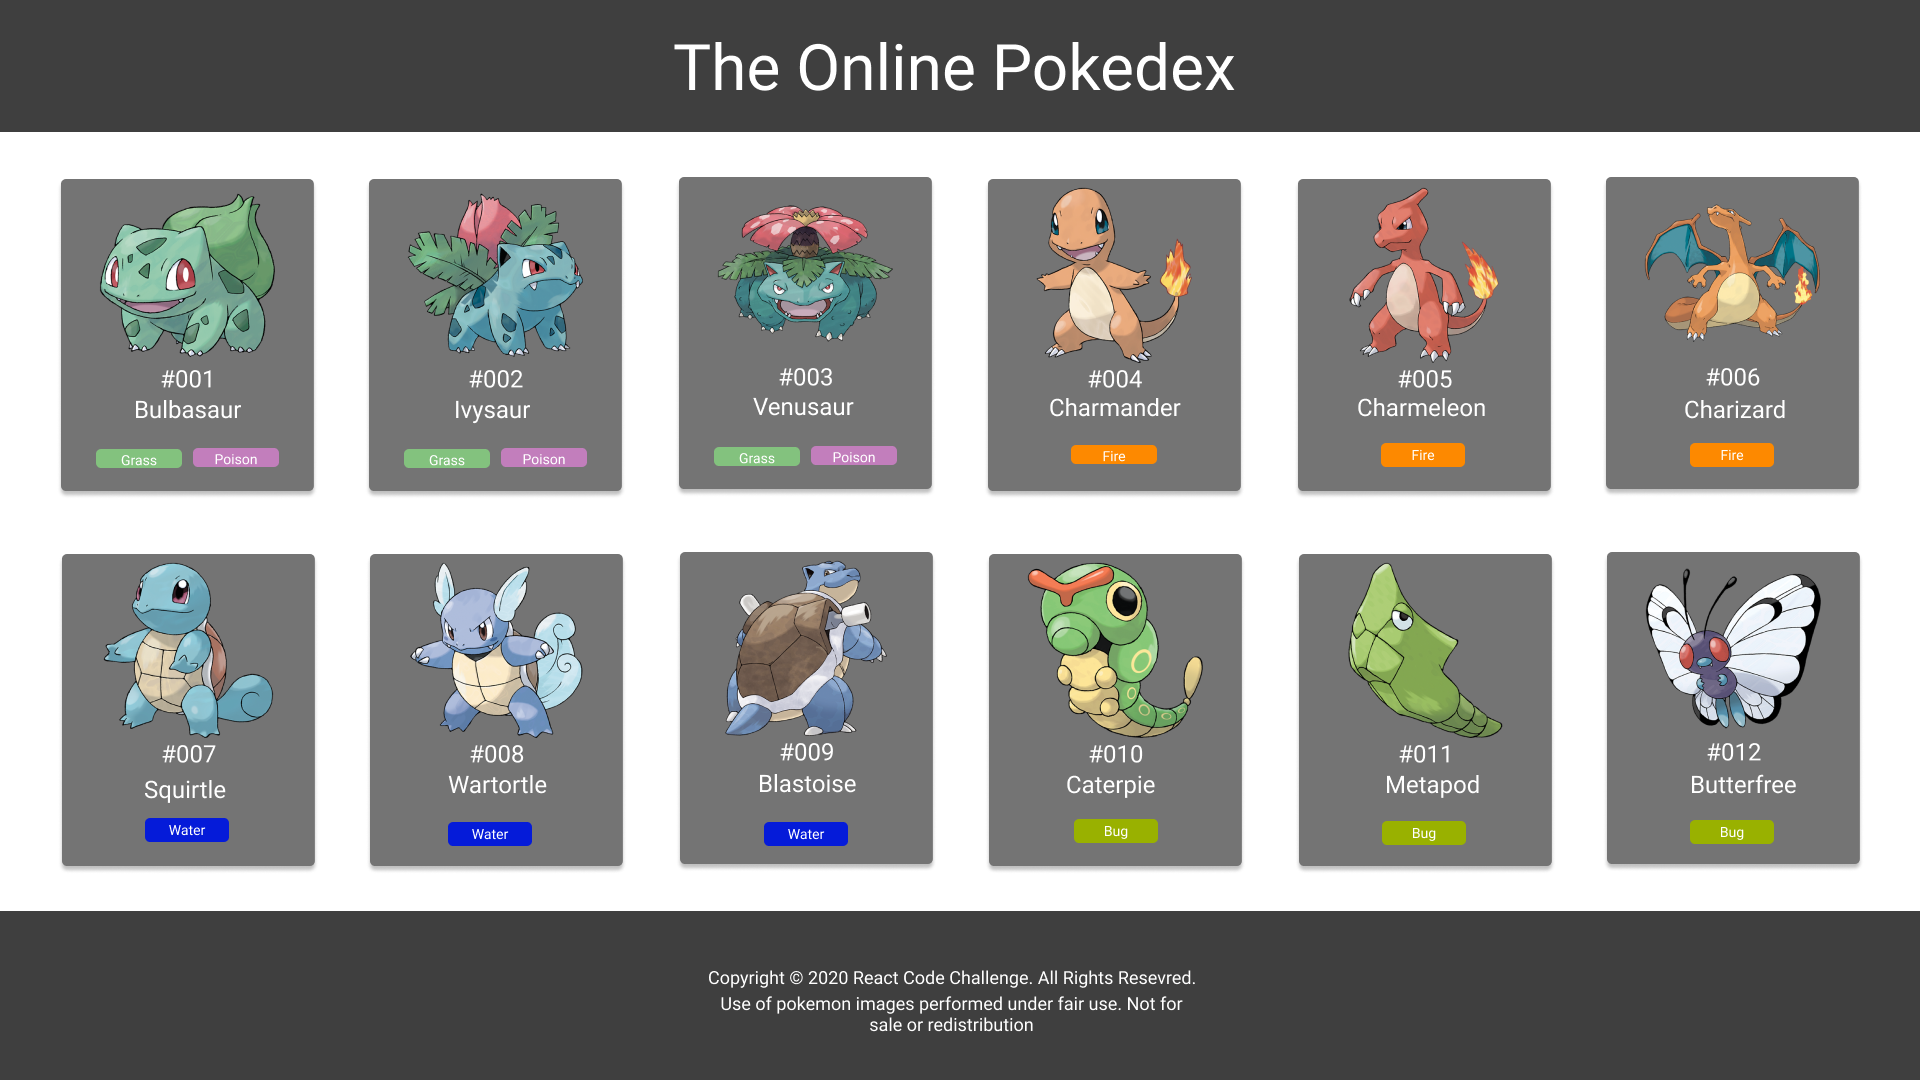 The Online Pokedex
#001
Bulbasaur
Grass Poison
#002
Ivysaur
Grass Poison
#003
Venusaur
Grass Poison
#004
Charmander
Fire
#005
Charmeleon
Fire
#006
Charizard
Fire
#007
Squirtle
Water
#008
Wartortle
Water
#009
Blastoise
Water
#010
Caterpie
Bug
#011
Metapod
Bug
#012
Butterfree
Bug
Copyright © 2020 React Code Challenge. All Rights Resevred.
Use of pokemon images performed under fair use. Not for
sale or redistribution